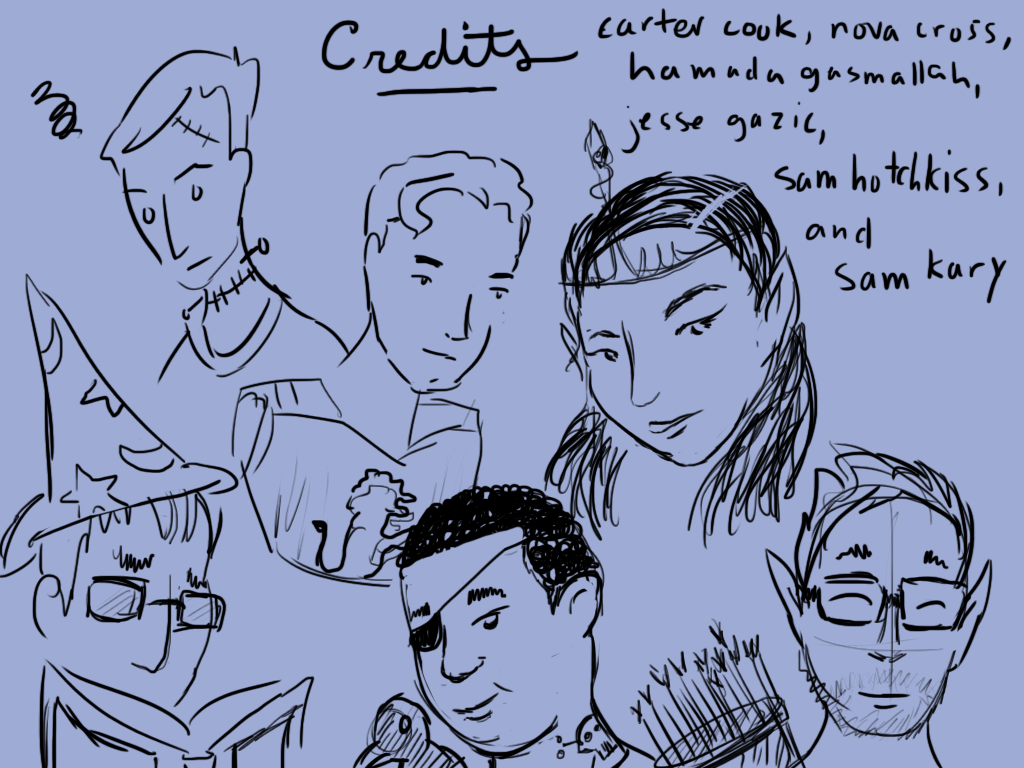 Credits
carter cook, nova cross,
hamada gasmallah,
jesse gazic,
sam hotchkiss,
and
sam kary